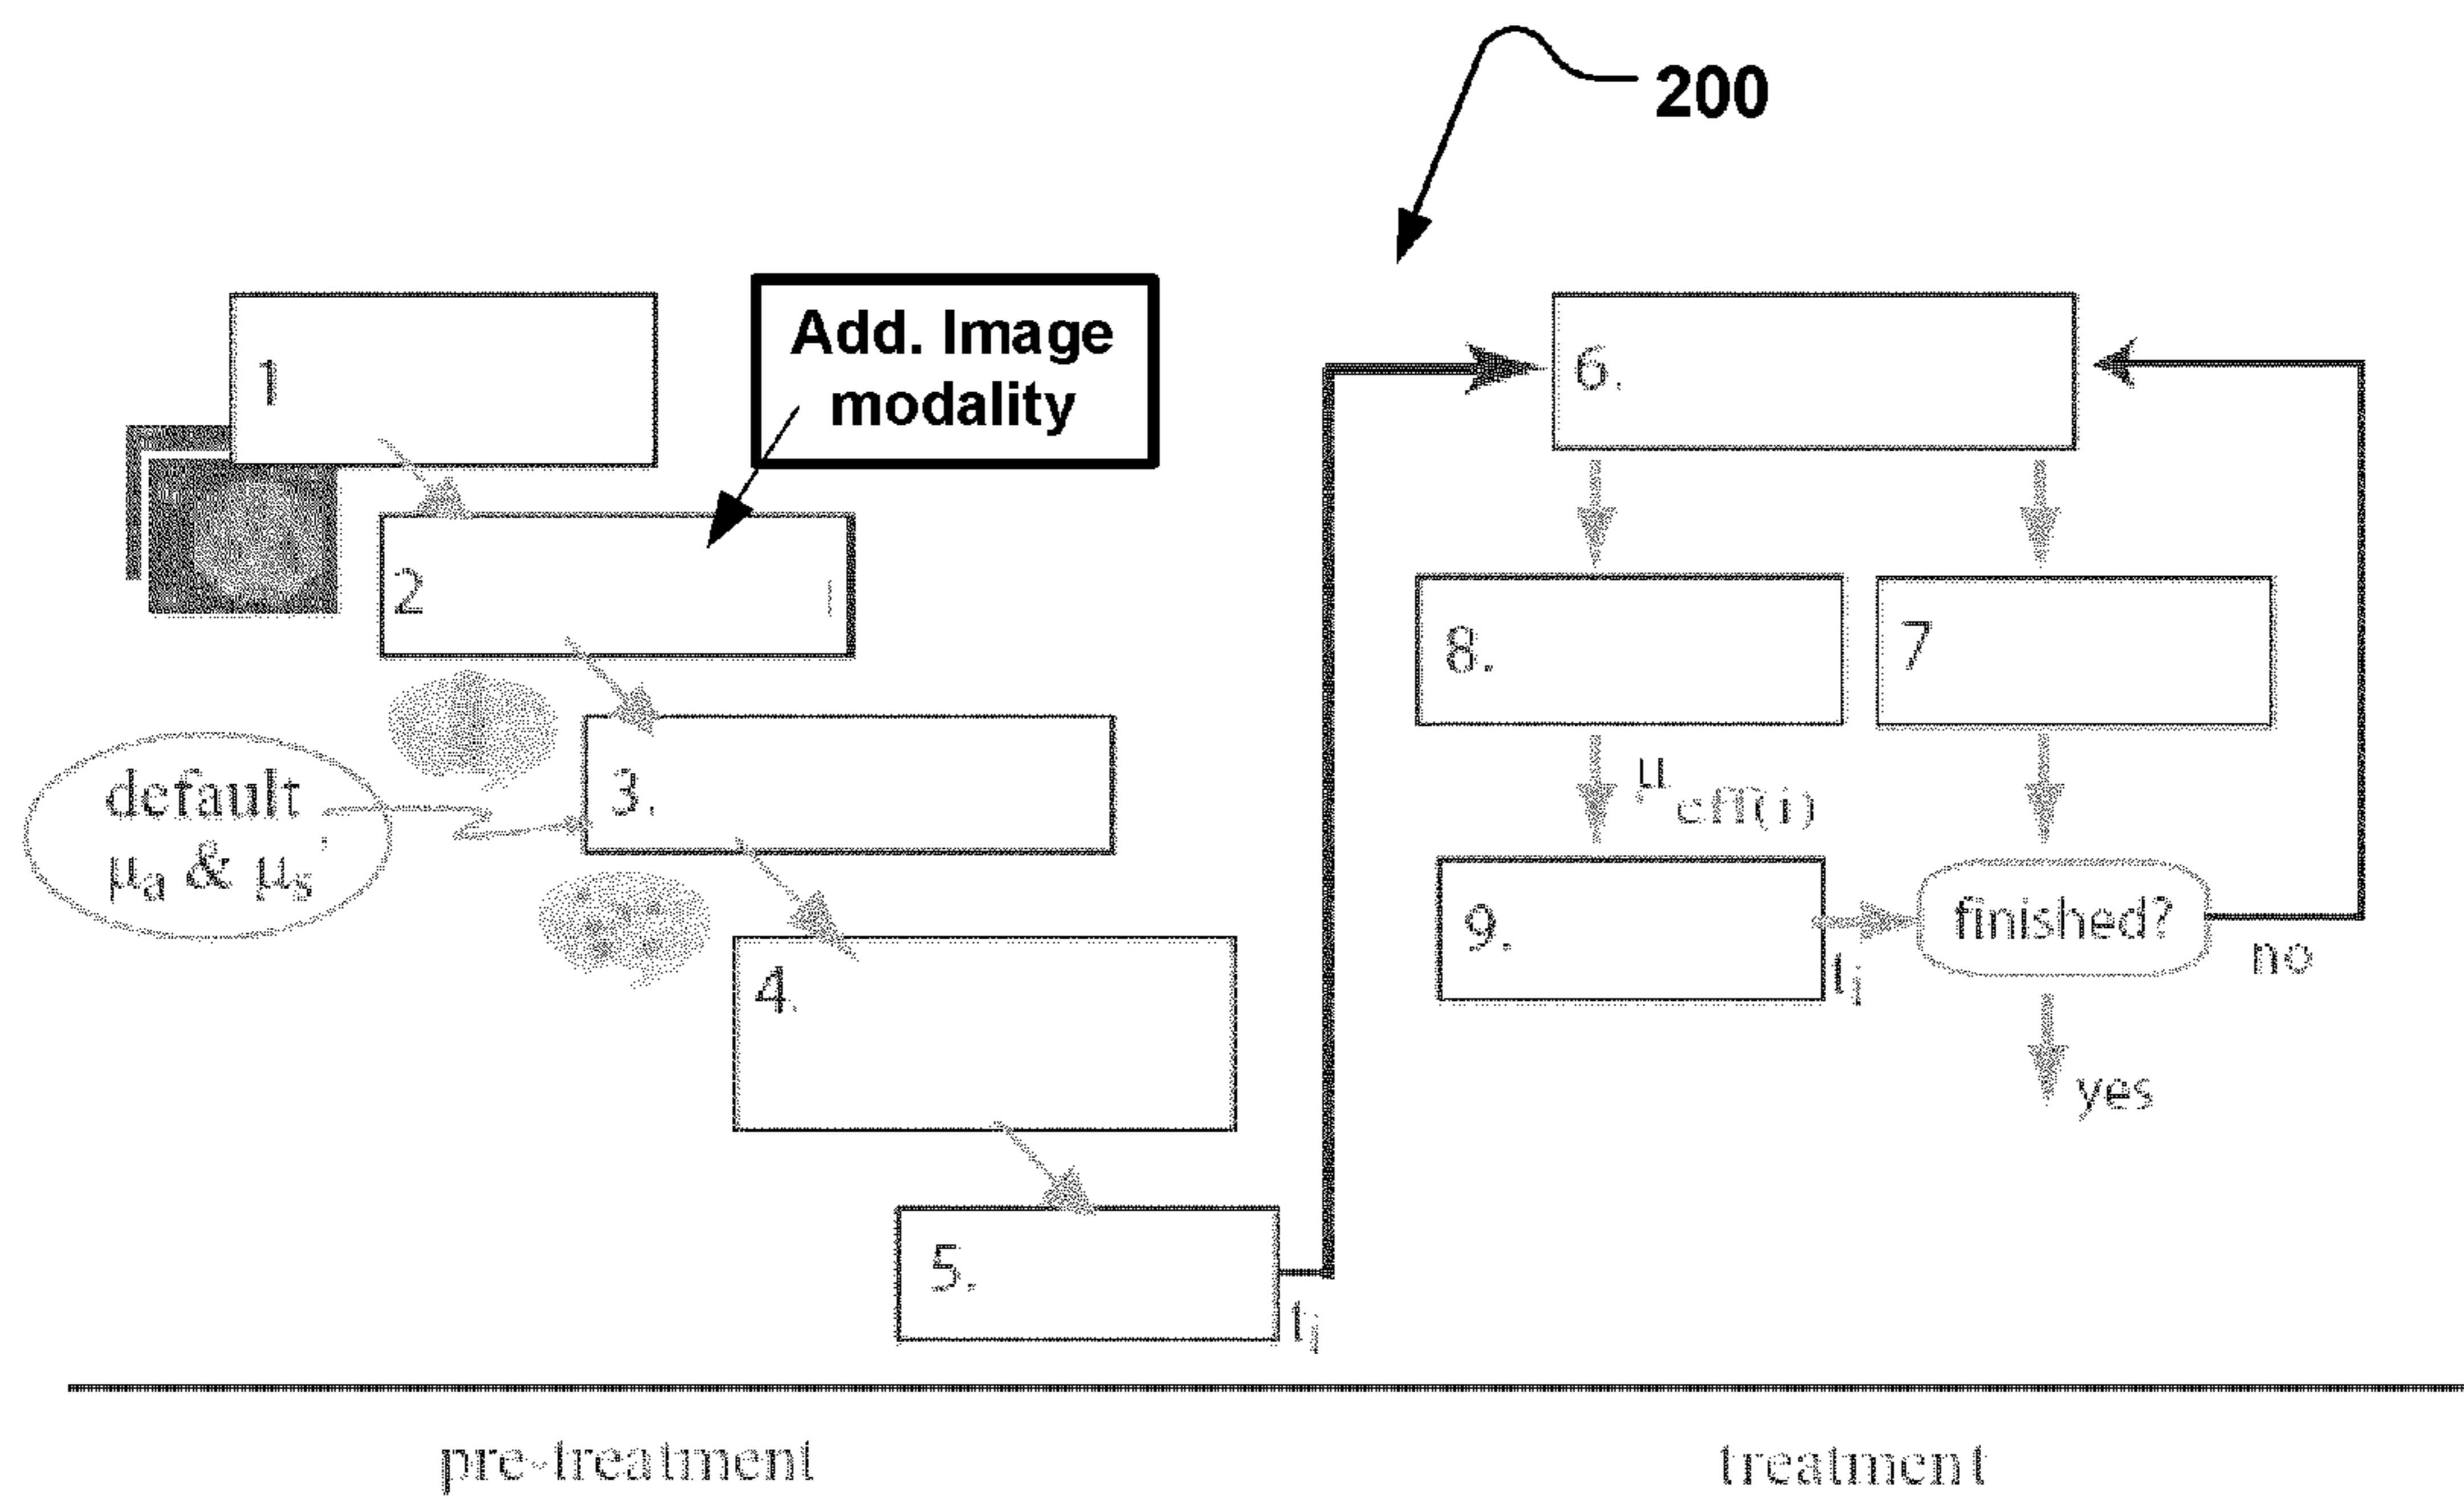 200
1
Add. Image
modality
2
default
μa & μs'
3.
4.
5.
ti
6.
8.
7
μeff(i)
9.
ti
finished?
no
yes
pre-treatment
treatment